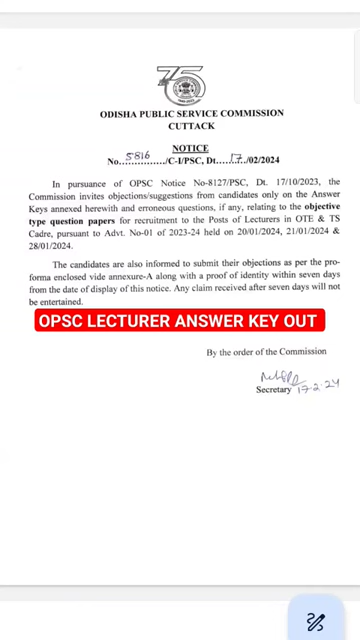 75
ODISHA PUBLIC SERVICE COMMISSION
CUTTACK
NOTICE
No. 5816 /C-I/PSC, Dt. 17 /02/2024
In pursuance of OPSC Notice No-8127/PSC, Dt. 17/10/2023, the
Commission invites objections/suggestions from candidates only on the Answer
Keys annexed herewith and erroneous questions, if any, relating to the objective
type question papers for recruitment to the Posts of Lecturers in OTE & TS
Cadre, pursuant to Advt. No-01 of 2023-24 held on 20/01/2024, 21/01/2024 &
28/01/2024.
The candidates are also informed to submit their objections as per the pro-
forma enclosed vide annexure-A along with a proof of identity within seven days
from the date of display of this notice. Any claim received after seven days will not
be entertained.
OPSC LECTURER ANSWER KEY OUT
By the order of the Commission
Secretary 17-2-24